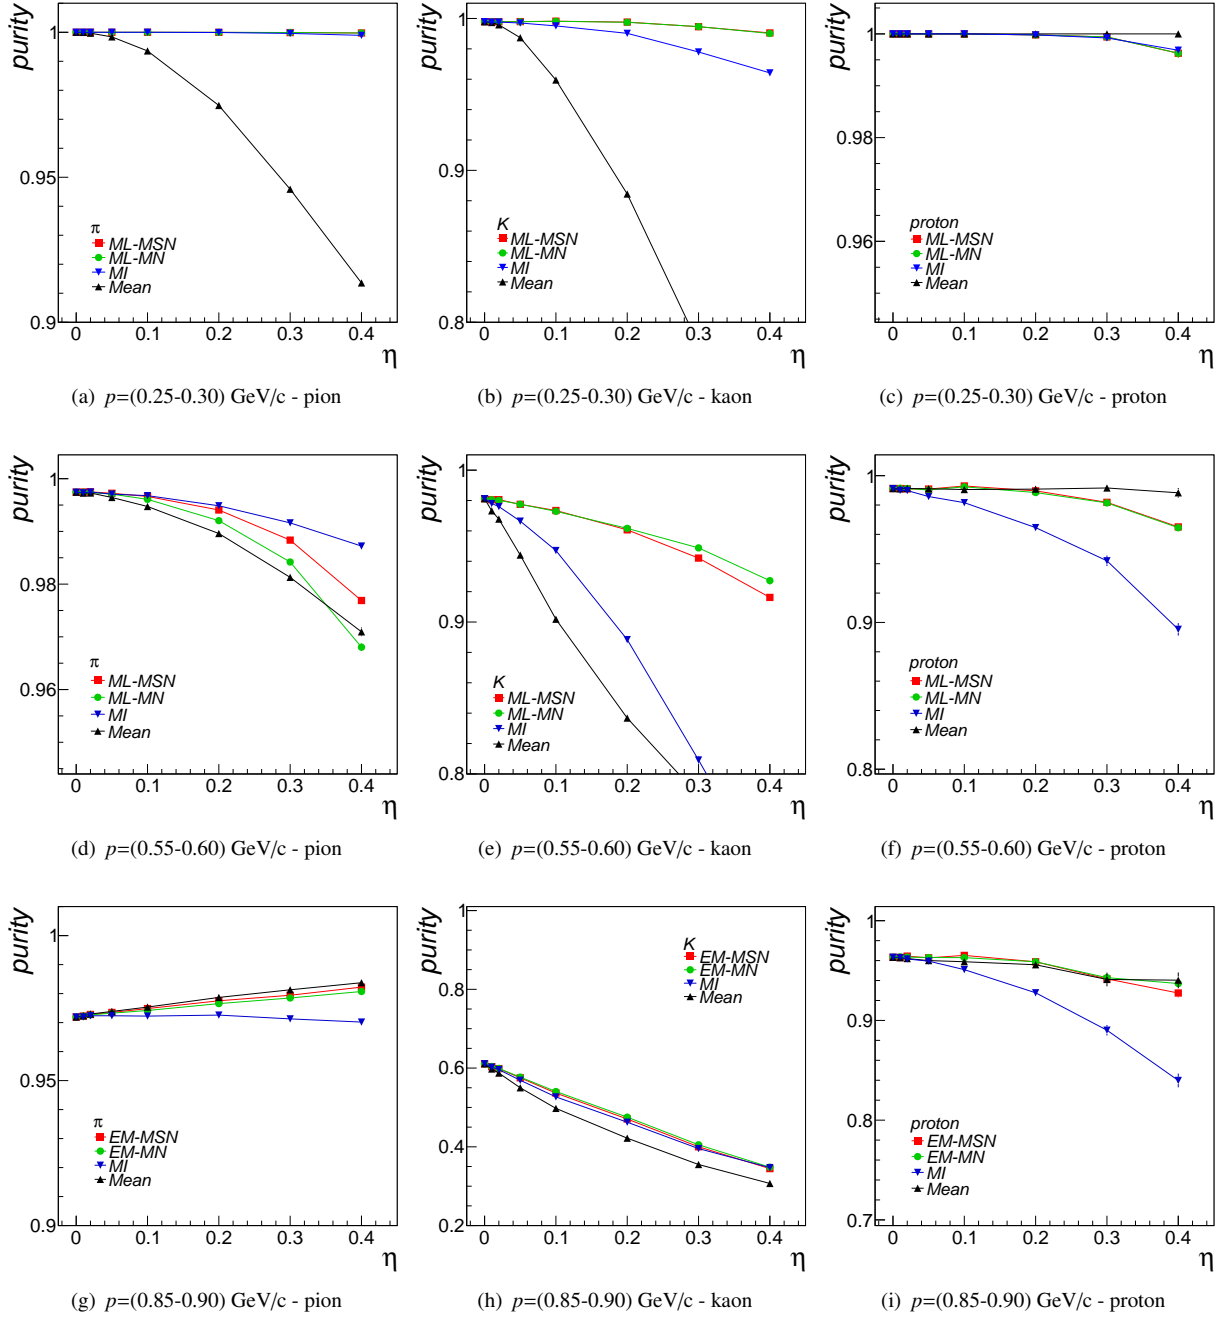 purity
1
0.95
0.9
π
ML-MSN
ML-MN
MI
Mean
0 0.1 0.2 0.3 0.4
η
(a) p=(0.25-0.30) GeV/c - pion
purity
1
0.9
0.8
K
ML-MSN
ML-MN
MI
Mean
0 0.1 0.2 0.3 0.4
η
(b) p=(0.25-0.30) GeV/c - kaon
purity
1
0.98
0.96
proton
ML-MSN
ML-MN
MI
Mean
0 0.1 0.2 0.3 0.4
η
(c) p=(0.25-0.30) GeV/c - proton
purity
1
0.98
0.96
π
ML-MSN
ML-MN
MI
Mean
0 0.1 0.2 0.3 0.4
η
(d) p=(0.55-0.60) GeV/c - pion
purity
1
0.9
0.8
K
ML-MSN
ML-MN
MI
Mean
0 0.1 0.2 0.3 0.4
η
(e) p=(0.55-0.60) GeV/c - kaon
purity
1
0.9
0.8
proton
ML-MSN
ML-MN
MI
Mean
0 0.1 0.2 0.3 0.4
η
(f) p=(0.55-0.60) GeV/c - proton
purity
1
0.95
0.9
π
EM-MSN
EM-MN
MI
Mean
0 0.1 0.2 0.3 0.4
η
(g) p=(0.85-0.90) GeV/c - pion
purity
1
0.8
0.6
0.4
0.2
K
EM-MSN
EM-MN
MI
Mean
0 0.1 0.2 0.3 0.4
η
(h) p=(0.85-0.90) GeV/c - kaon
purity
1
0.9
0.8
0.7
proton
EM-MSN
EM-MN
MI
Mean
0 0.1 0.2 0.3 0.4
η
(i) p=(0.85-0.90) GeV/c - proton